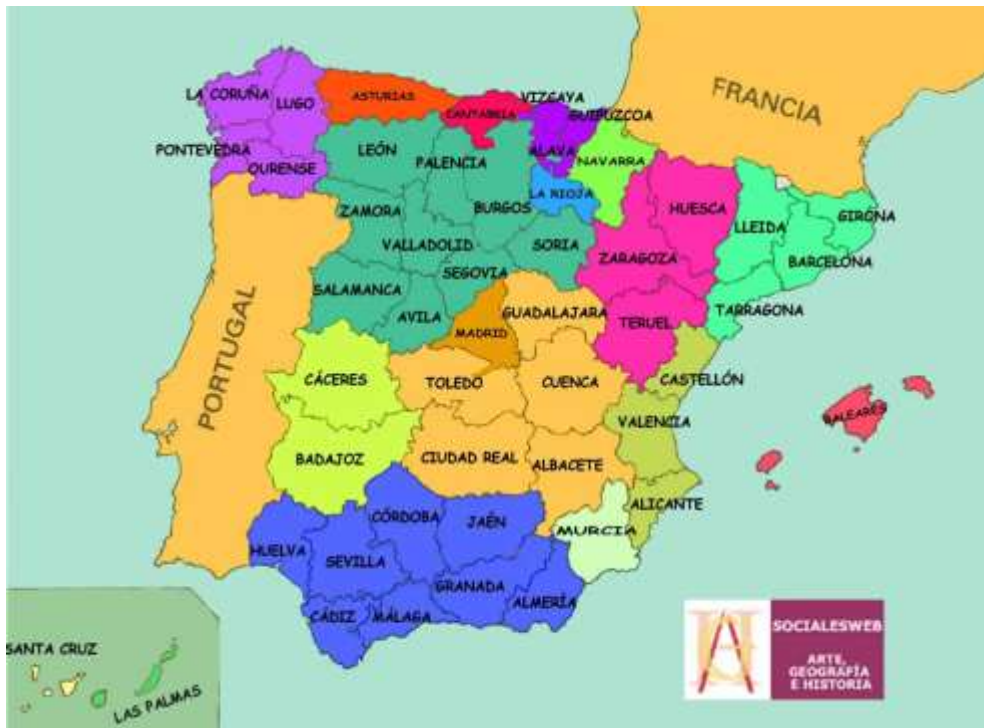 FRANCIA
VIZCAYA
ASTURIAS
LA CORUÑA
LUGO
CANTABRIA
GUIPUZCOA
PONTEVEDRA
OURENSE
LEÓN
PALENCIA
ALAVA
NAVARRA
LA RIOJA
ZAMORA
BURGOS
HUESCA
GIRONA
LLEIDA
VALLADOLID
SORIA
ZARAGOZA
BARCELONA
SEGOVIA
SALAMANCA
AVILA
GUADALAJARA
TERUEL
TARRAGONA
MADRID
PORTUGAL
CÁCERES
TOLEDO
CUENCA
CASTELLÓN
BALEARES
VALENCIA
BADAJOZ
CIUDAD REAL
ALBACETE
ALICANTE
CÓRDOBA
JAÉN
MURCIA
HUELVA
SEVILLA
GRANADA
ALMERÍA
CÁDIZ
MÁLAGA
SANTA CRUZ
LAS PALMAS
SOCIALESWEB
ARTE,
GEOGRAFÍA
E HISTORIA